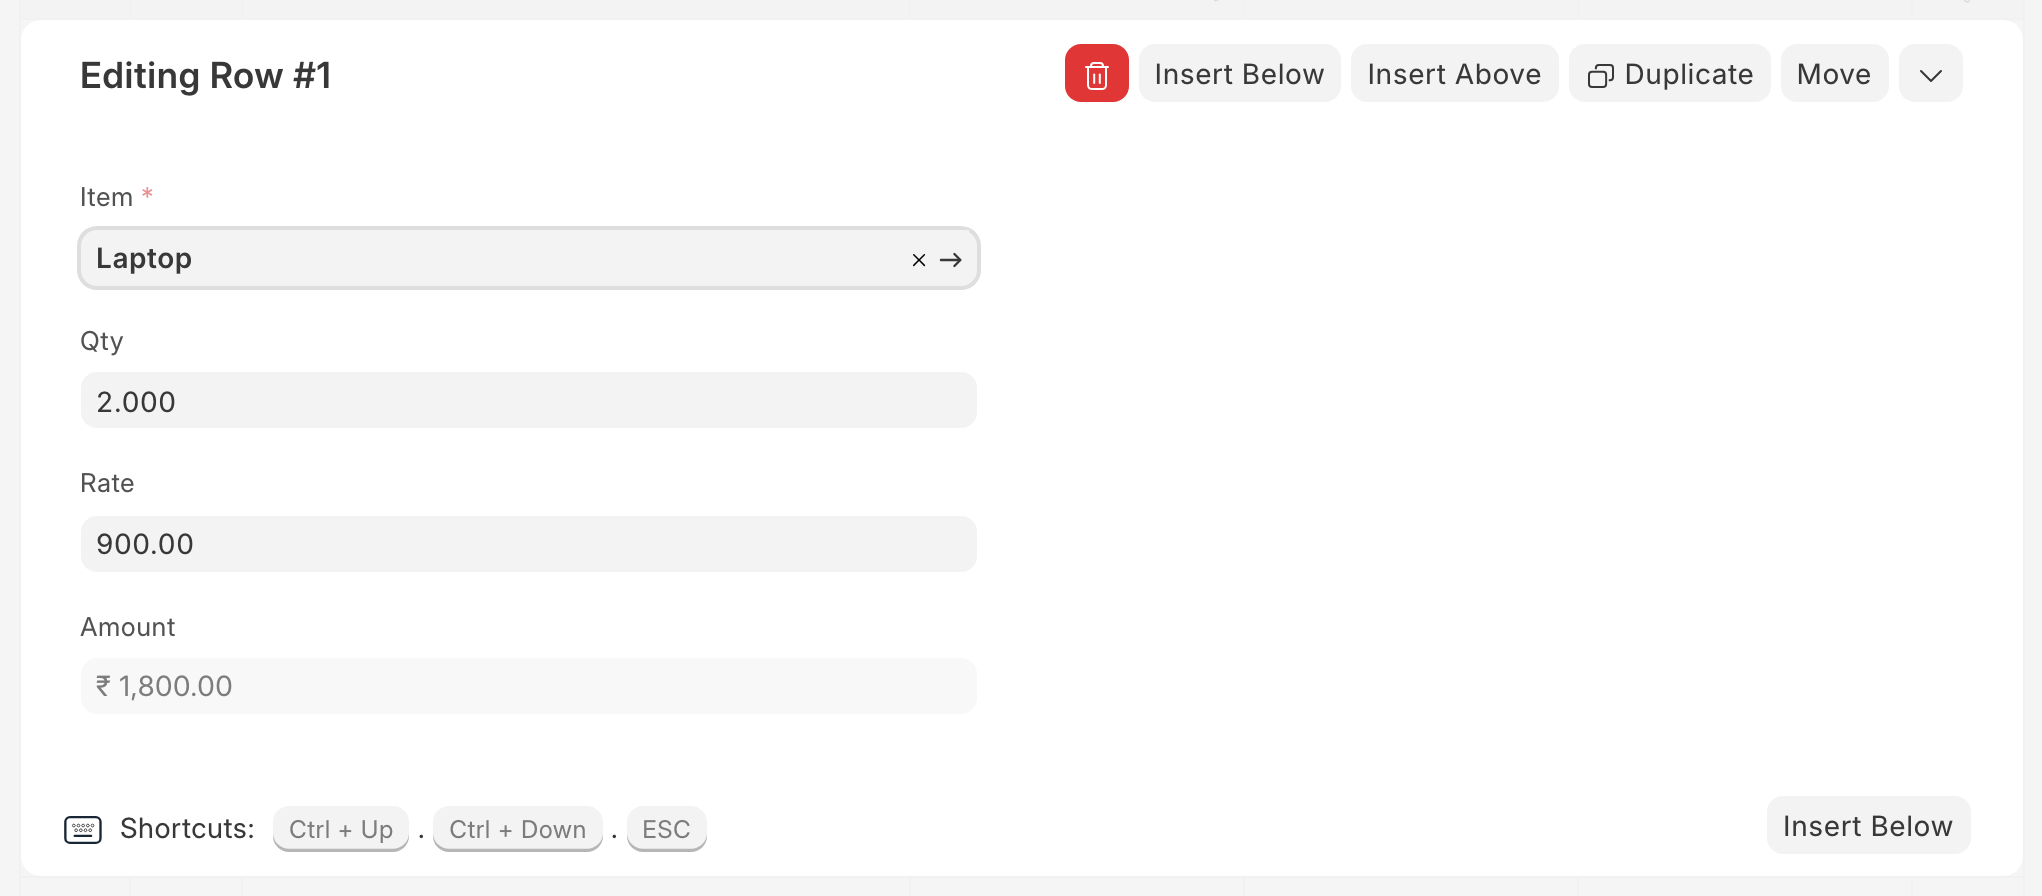 Editing Row #1
Insert Below
Insert Above
Duplicate
Move
Item *
Laptop
Qty
2.000
Rate
900.00
Amount
₹ 1,800.00
Shortcuts: Ctrl + Up . Ctrl + Down . ESC
Insert Below